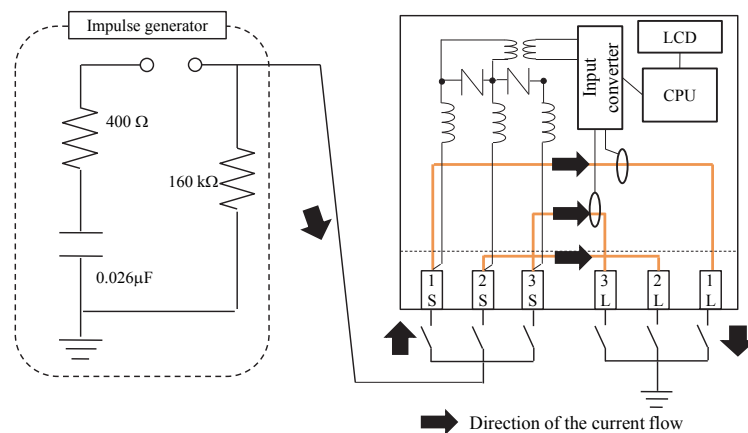 Impulse generator
400 Ω
160 kΩ
0.026μF
LCD
CPU
Input
converter
1
S
2
S
3
S
3
L
2
L
1
L
Direction of the current flow